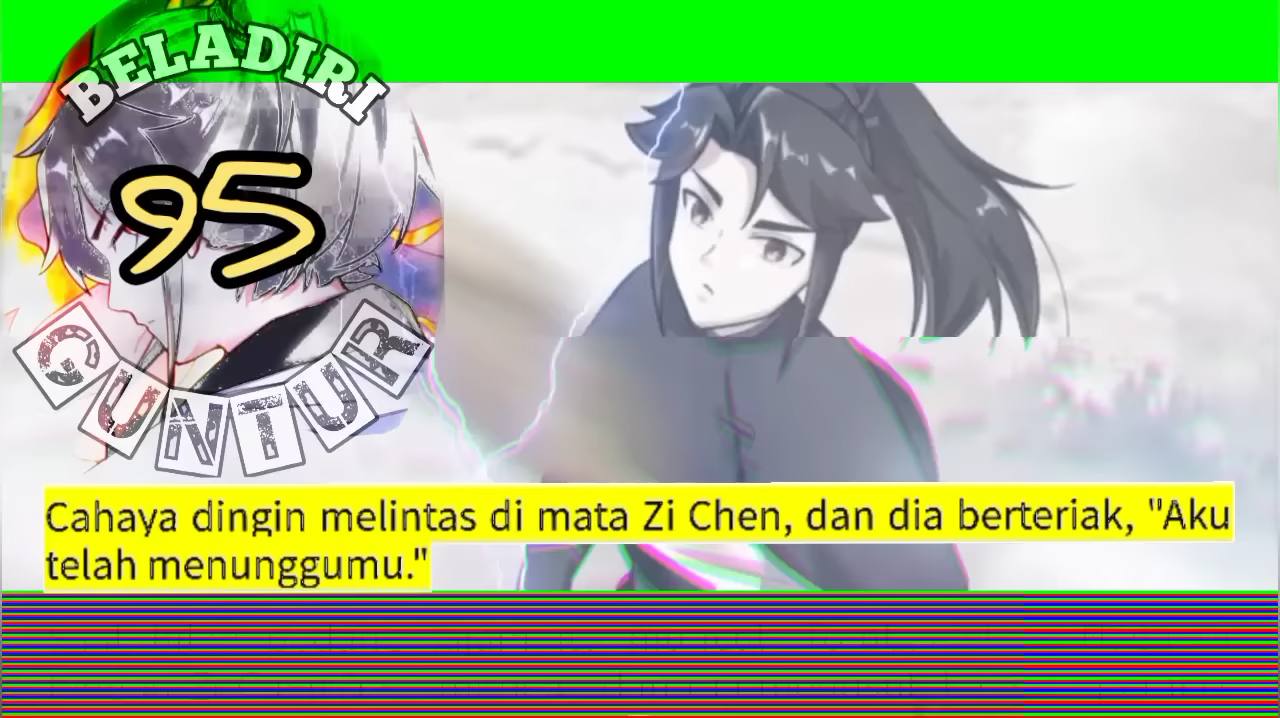 BELADIRI
95
GUNTUR
Cahaya dingin melintas di mata Zi Chen, dan dia berteriak, "Aku
telah menunggumu."